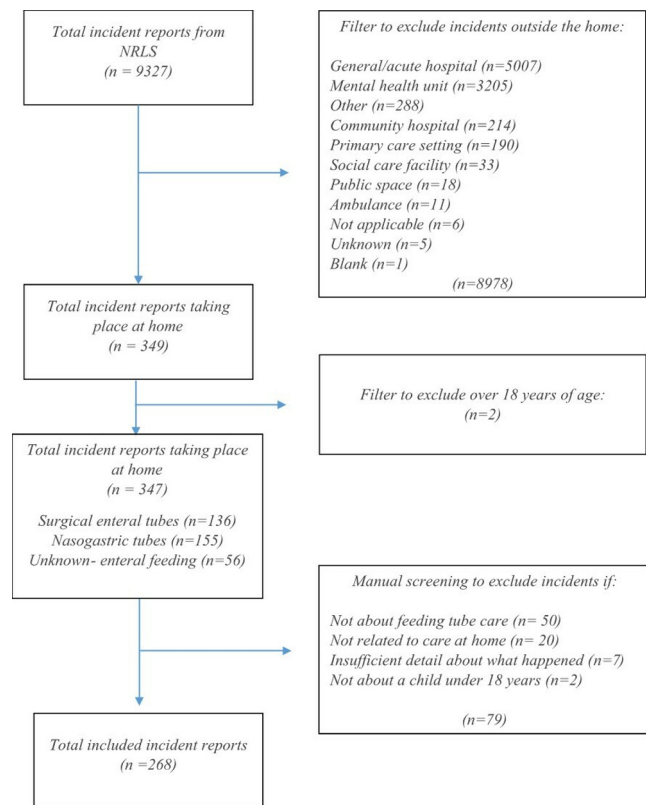 Total incident reports from
NRLS
(n = 9327)
Filter to exclude incidents outside the home:
General/acute hospital (n=5007)
Mental health unit (n=3205)
Other (n=288)
Community hospital (n=214)
Primary care setting (n=190)
Social care facility (n=33)
Public space (n=18)
Ambulance (n=11)
Not applicable (n=6)
Unknown (n=5)
Blank (n=1)
(n=8978)
Total incident reports taking
place at home
(n = 349)
Filter to exclude over 18 years of age:
(n=2)
Total incident reports taking place
at home
(n = 347)
Surgical enteral tubes (n=136)
Nasogastric tubes (n=155)
Unknown- enteral feeding (n=56)
Manual screening to exclude incidents if:
Not about feeding tube care (n= 50)
Not related to care at home (n= 20)
Insufficient detail about what happened (n=7)
Not about a child under 18 years (n=2)
(n=79)
Total included incident reports
(n =268)